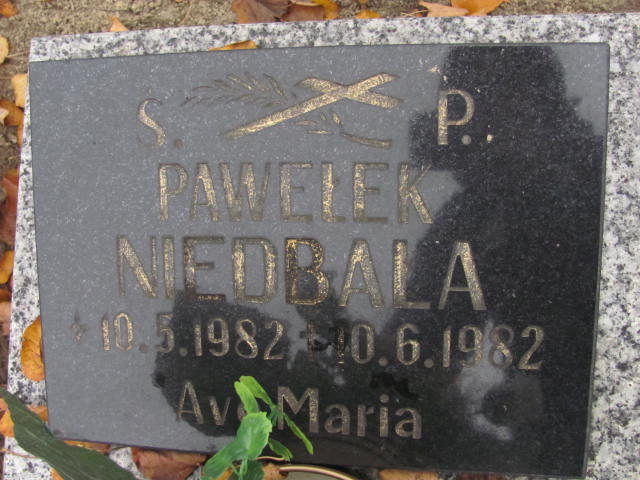 S. P.
PAWEŁEK
NIEDBALA
* 10.5.1982 † 10.6.1982
Ave Maria